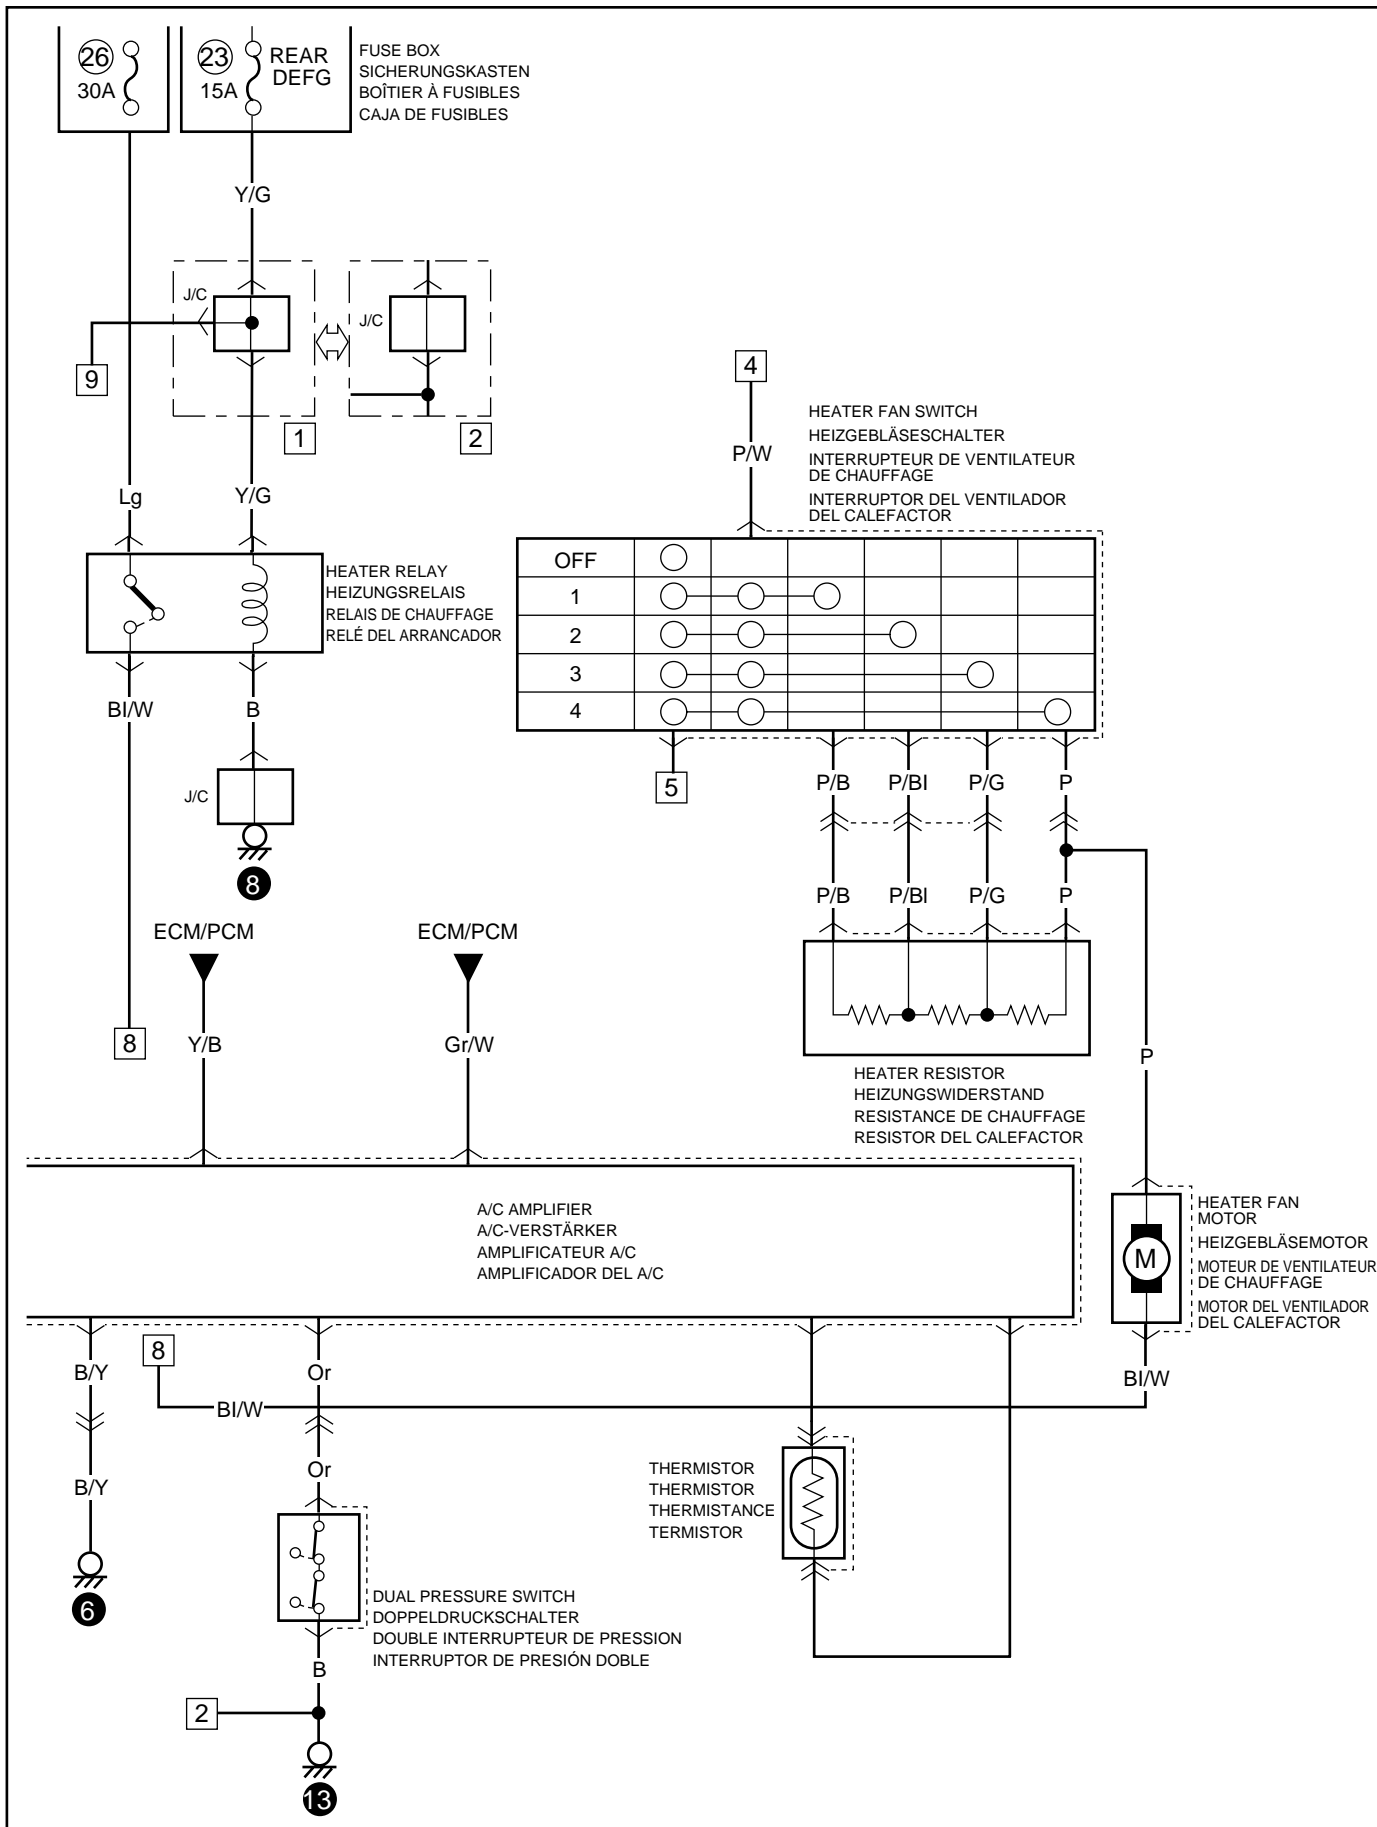 26
30A
23
15A
REAR
DEFG
FUSE BOX
SICHERUNGSKASTEN
BOÎTIER À FUSIBLES
CAJA DE FUSIBLES
Y/G
J/C
J/C
9
1
2
4
P/W
HEATER FAN SWITCH
HEIZGEBLÄSESCHALTER
INTERRUPTEUR DE VENTILATEUR
DE CHAUFFAGE
INTERRUPTOR DEL VENTILADOR
DEL CALEFACTOR
Lg
Y/G
OFF
1
2
3
4
HEATER RELAY
HEIZUNGSRELAIS
RELAIS DE CHAUFFAGE
RELÉ DEL ARRANCADOR
Bl/W
B
5
P/B
P/Bl
P/G
P
J/C
8
P/B
P/Bl
P/G
P
ECM/PCM
ECM/PCM
8
Y/B
Gr/W
P
HEATER RESISTOR
HEIZUNGSWIDERSTAND
RESISTANCE DE CHAUFFAGE
RESISTOR DEL CALEFACTOR
A/C AMPLIFIER
A/C-VERSTÄRKER
AMPLIFICATEUR A/C
AMPLIFICADOR DEL A/C
M
HEATER FAN
MOTOR
HEIZGEBLÄSEMOTOR
MOTEUR DE VENTILATEUR
DE CHAUFFAGE
MOTOR DEL VENTILADOR
DEL CALEFACTOR
B/Y
8
Or
Bl/W
Bl/W
B/Y
Or
THERMISTOR
THERMISTOR
THERMISTANCE
TERMISTOR
6
DUAL PRESSURE SWITCH
DOPPELDRUCKSCHALTER
DOUBLE INTERRUPTEUR DE PRESSION
INTERRUPTOR DE PRESIÓN DOBLE
B
2
13